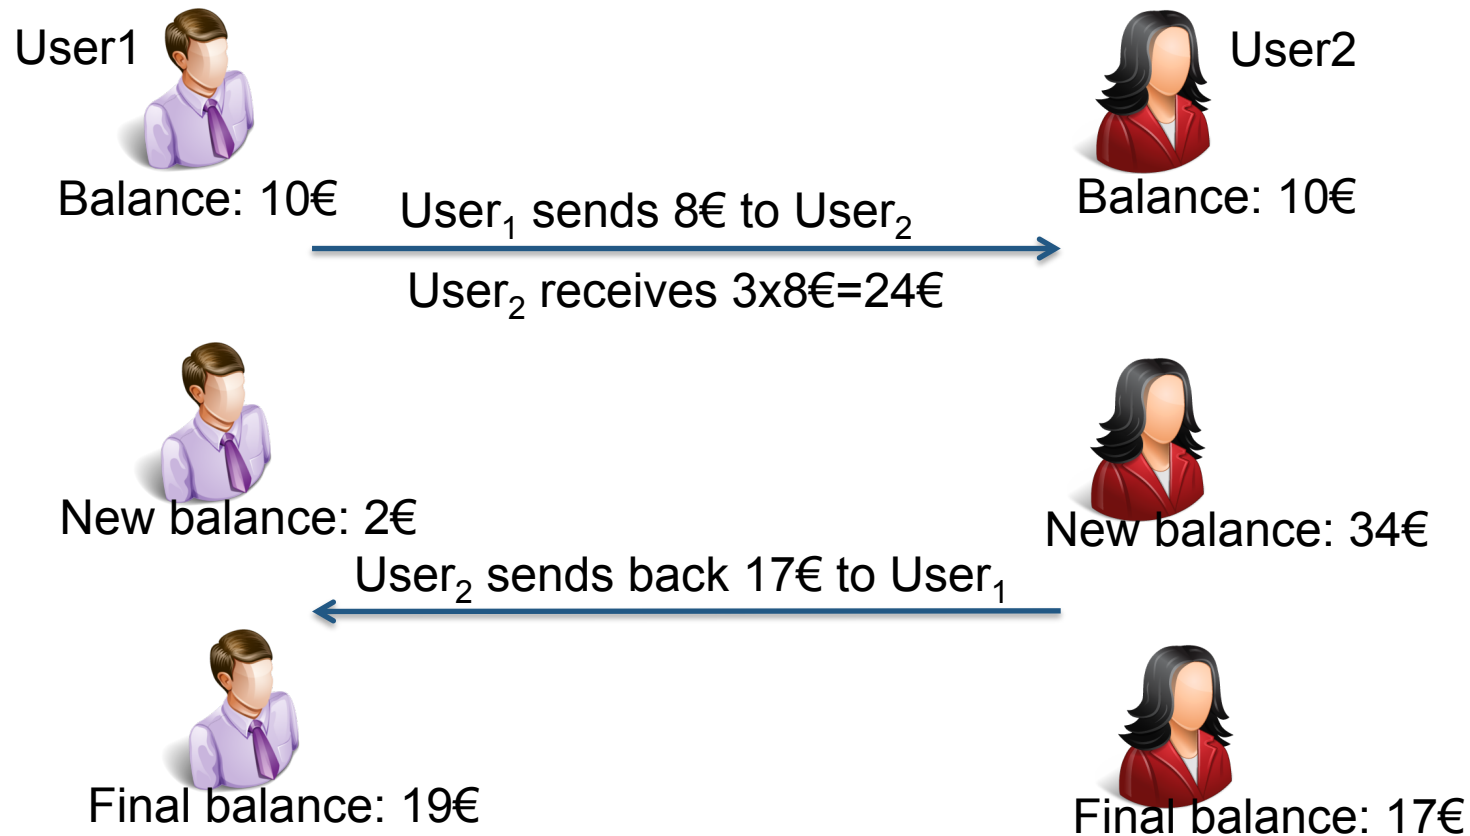 User1
User2
Balance: 10€
Balance: 10€
User₁ sends 8€ to User₂
User₂ receives 3x8€=24€
New balance: 2€
New balance: 34€
User₂ sends back 17€ to User₁
Final balance: 19€
Final balance: 17€